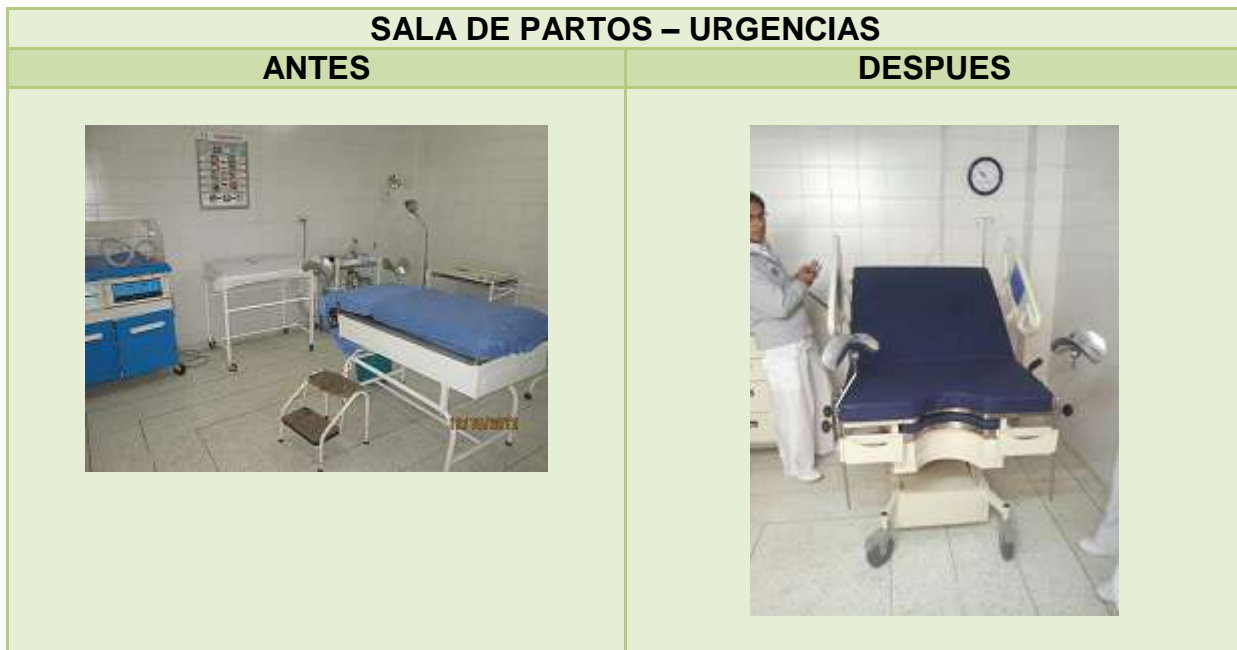 SALA DE PARTOS – URGENCIAS
ANTES
DESPUES